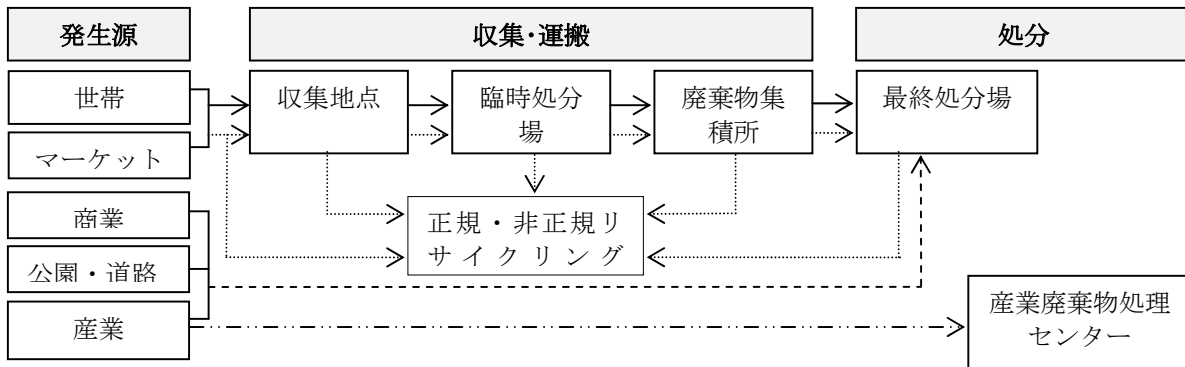 発生源
収集・運搬
処分
世帯
収集地点
臨時処分
場
廃棄物集
積所
最終処分場
マーケット
商業
正規・非正規リ
サイクリング
公園・道路
産業
産業廃棄物処理
センター